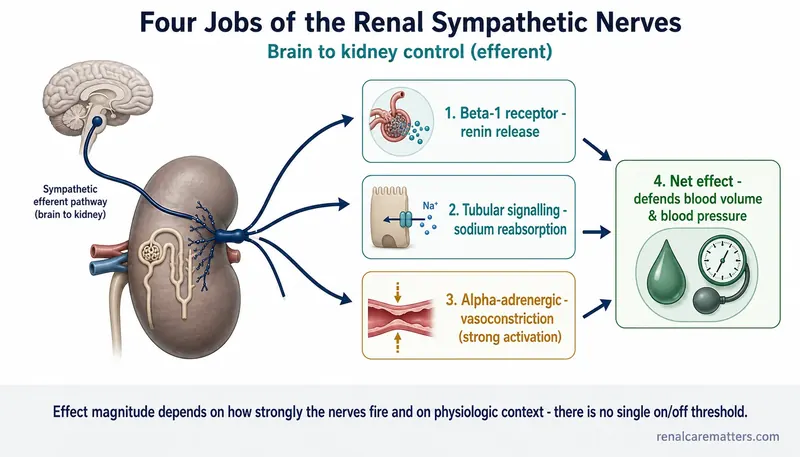 Four Jobs of the Renal Sympathetic Nerves
Brain to kidney control (efferent)
Sympathetic
efferent pathway
(brain to kidney)
1. Beta-1 receptor -
renin release
Na⁺
2. Tubular signalling -
sodium reabsorption
3. Alpha-adrenergic -
vasoconstriction
(strong activation)
4. Net effect -
defends blood volume
& blood pressure
Effect magnitude depends on how strongly the nerves fire and on physiologic context - there is no single on/off threshold.
renalcarematters.com